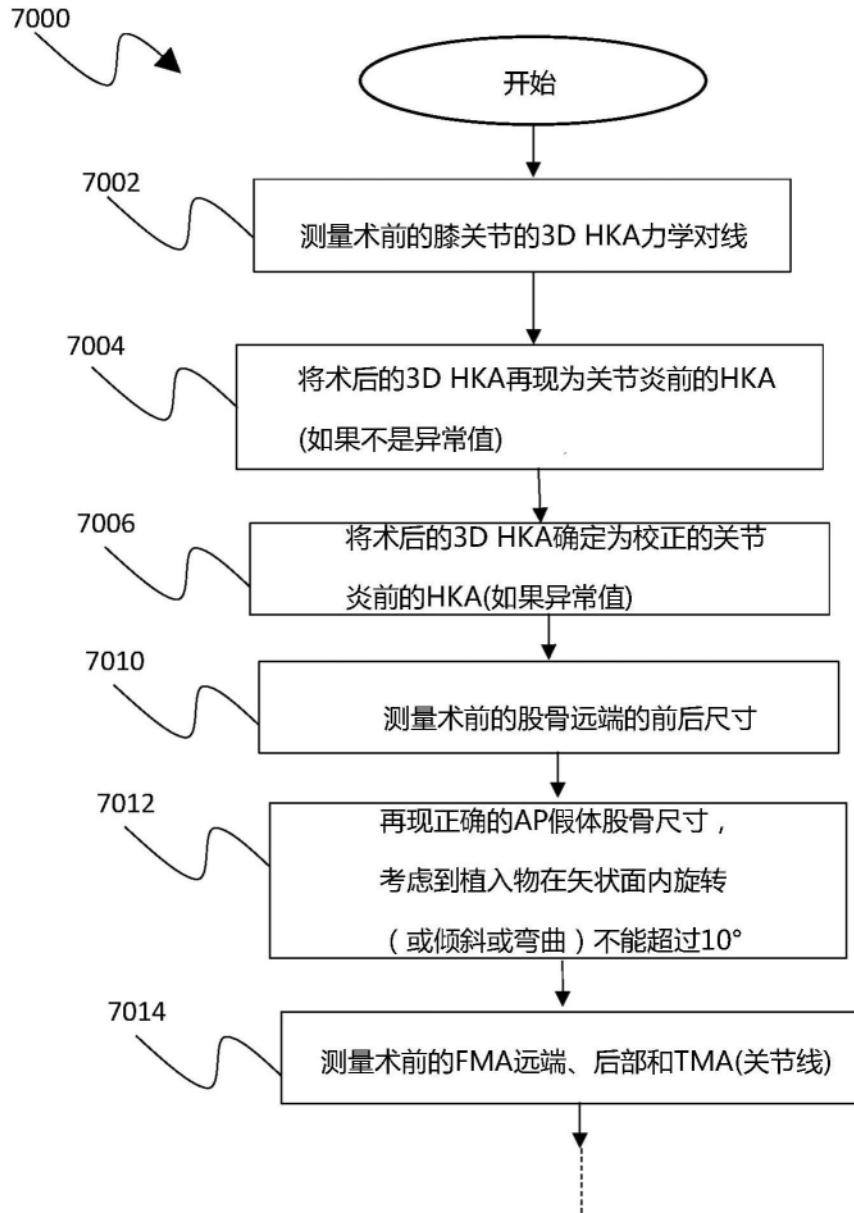 7000
开始
7002
测量术前的膝关节的3D HKA力学对线
7004
将术后的3D HKA再现为关节炎前的HKA
(如果不是异常值)
7006
将术后的3D HKA确定为校正的关节
炎前的HKA(如果异常值)
7010
测量术前的股骨远端的前后尺寸
7012
再现正确的AP假体股骨尺寸，
考虑到植入物在矢状面内旋转
（或倾斜或弯曲）不能超过10°
7014
测量术前的FMA远端、后部和TMA(关节线)